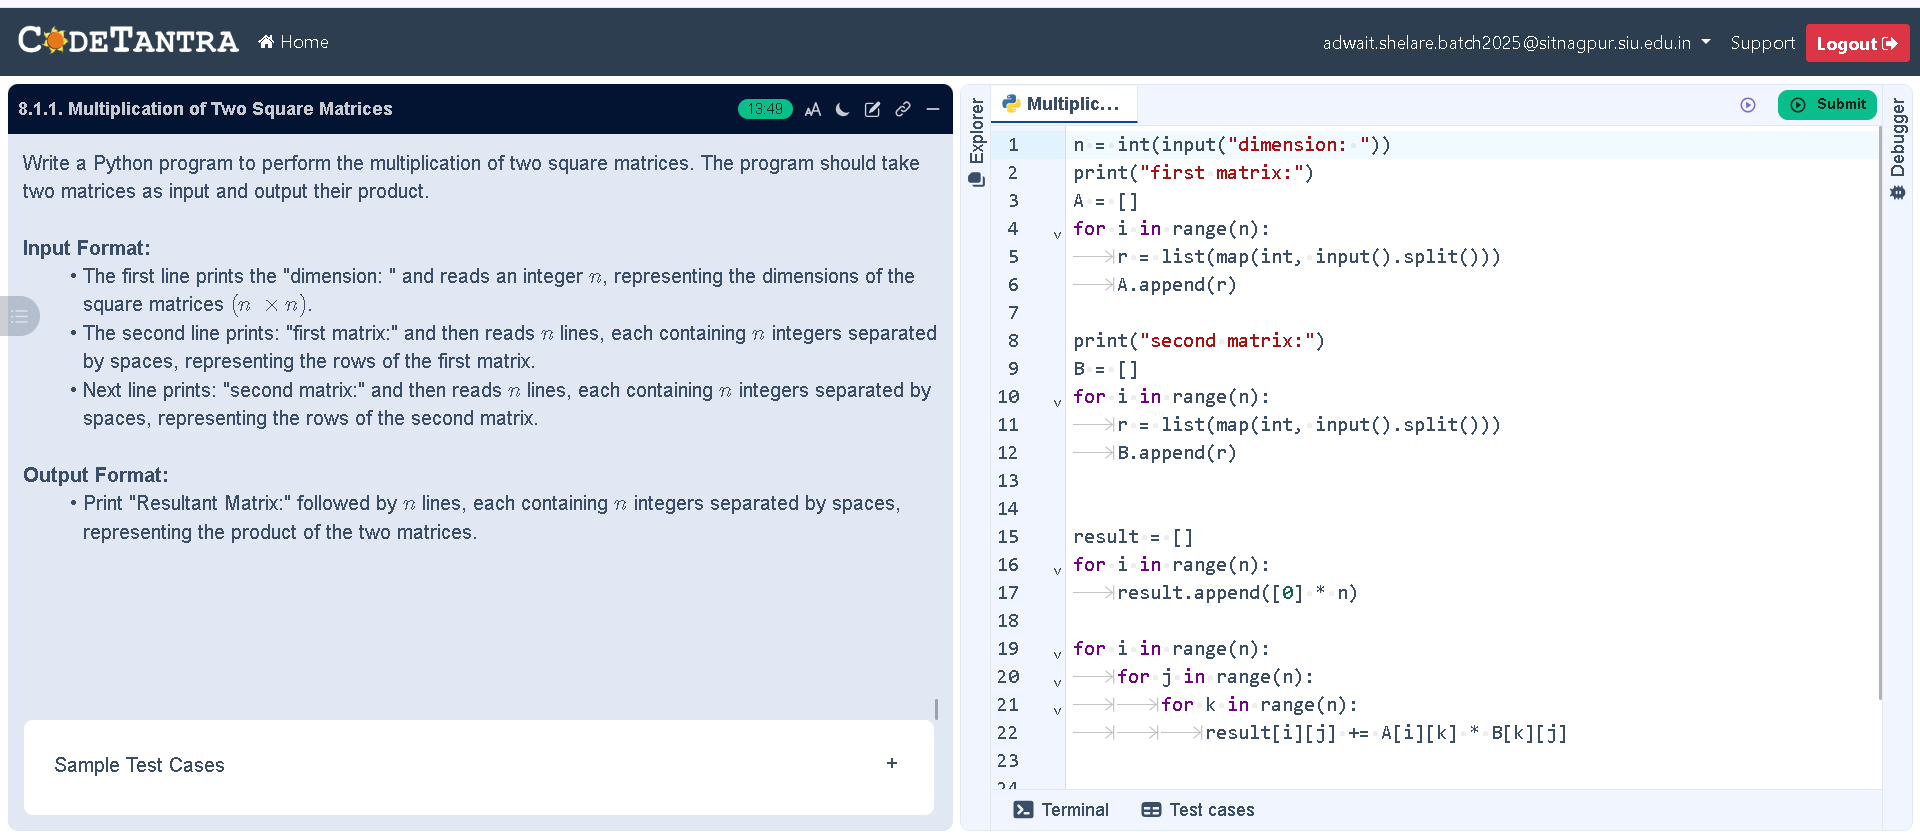 CODETANTRA
Home
adwait.shelare.batch2025@sitnagpur.siu.edu.in
Support
Logout
8.1.1. Multiplication of Two Square Matrices
13:49
AA
Write a Python program to perform the multiplication of two square matrices. The program should take
two matrices as input and output their product.
Input Format:
• The first line prints the "dimension: " and reads an integer n, representing the dimensions of the
square matrices (n × n).
• The second line prints: "first matrix:" and then reads n lines, each containing n integers separated
by spaces, representing the rows of the first matrix.
• Next line prints: "second matrix:" and then reads n lines, each containing n integers separated by
spaces, representing the rows of the second matrix.
Output Format:
• Print "Resultant Matrix:" followed by n lines, each containing n integers separated by spaces,
representing the product of the two matrices.
Sample Test Cases
+
Explorer
Multiplic...
Submit
Debugger
1 n = int(input("dimension: "))
2 print("first matrix:")
3 A = []
4 for i in range(n):
5 r = list(map(int, input().split()))
6 A.append(r)
7
8 print("second matrix:")
9 B = []
10 for i in range(n):
11 r = list(map(int, input().split()))
12 B.append(r)
13
14
15 result = []
16 for i in range(n):
17 result.append([0] * n)
18
19 for i in range(n):
20 for j in range(n):
21 for k in range(n):
22 result[i][j] += A[i][k] * B[k][j]
23
24
Terminal
Test cases